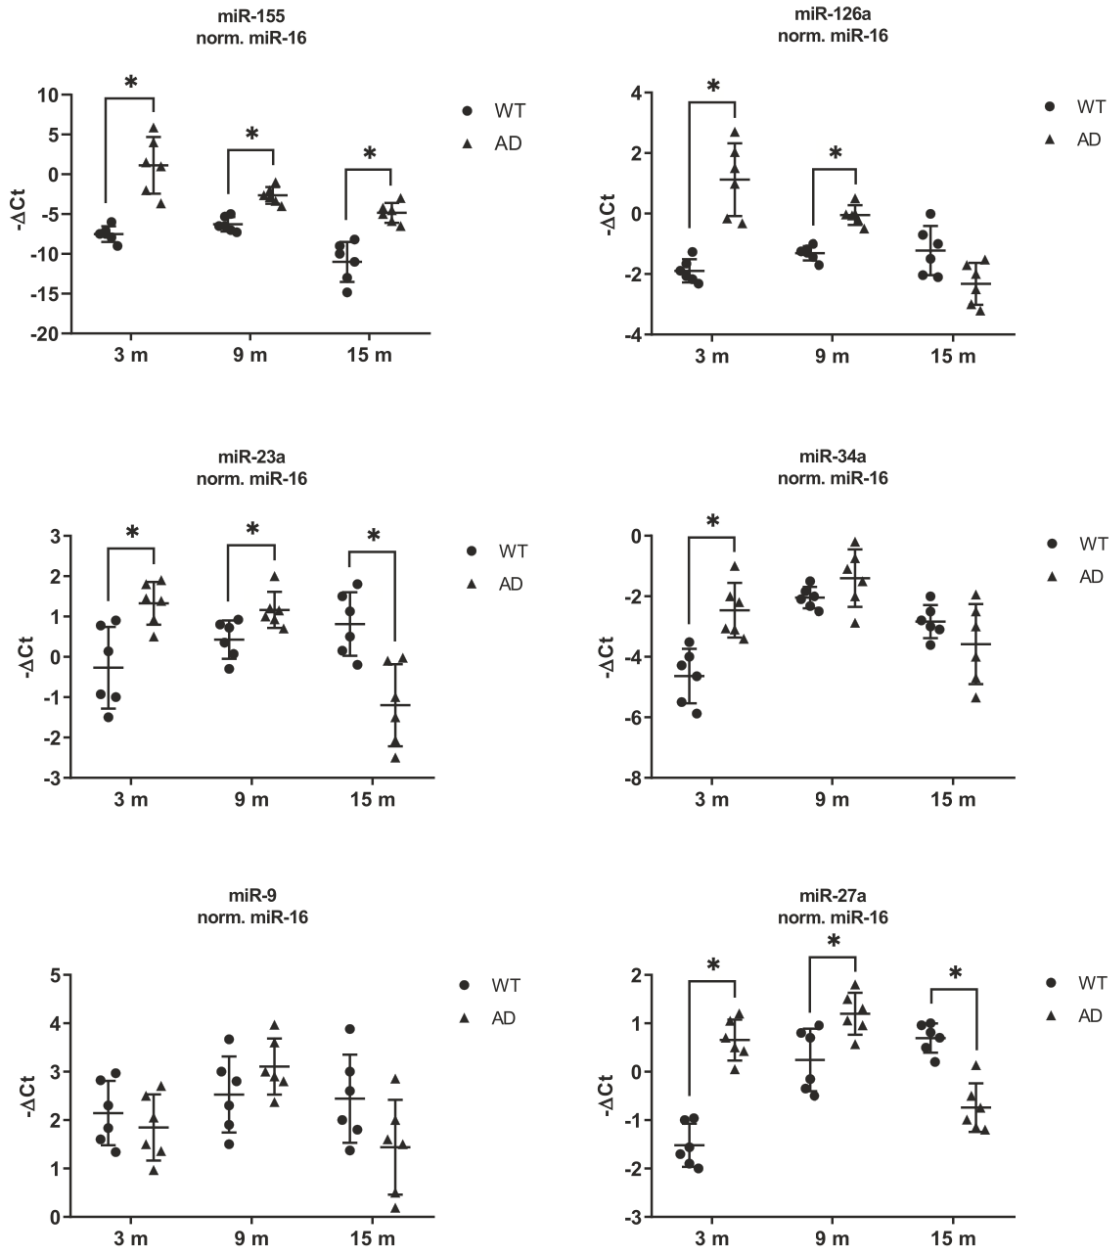 miR-155
norm. miR-16
*
*
*
10
5
0
-5
-10
-15
-20
-ΔCt
3 m 9 m 15 m
WT
AD
miR-126a
norm. miR-16
*
*
4
2
0
-2
-4
-ΔCt
3 m 9 m 15 m
WT
AD
miR-23a
norm. miR-16
*
*
*
3
2
1
0
-1
-2
-3
-ΔCt
3 m 9 m 15 m
WT
AD
miR-34a
norm. miR-16
*
0
-2
-4
-6
-8
-ΔCt
3 m 9 m 15 m
WT
AD
miR-9
norm. miR-16
5
4
3
2
1
0
-ΔCt
3 m 9 m 15 m
WT
AD
miR-27a
norm. miR-16
*
*
*
2
1
0
-1
-2
-3
-ΔCt
3 m 9 m 15 m
WT
AD